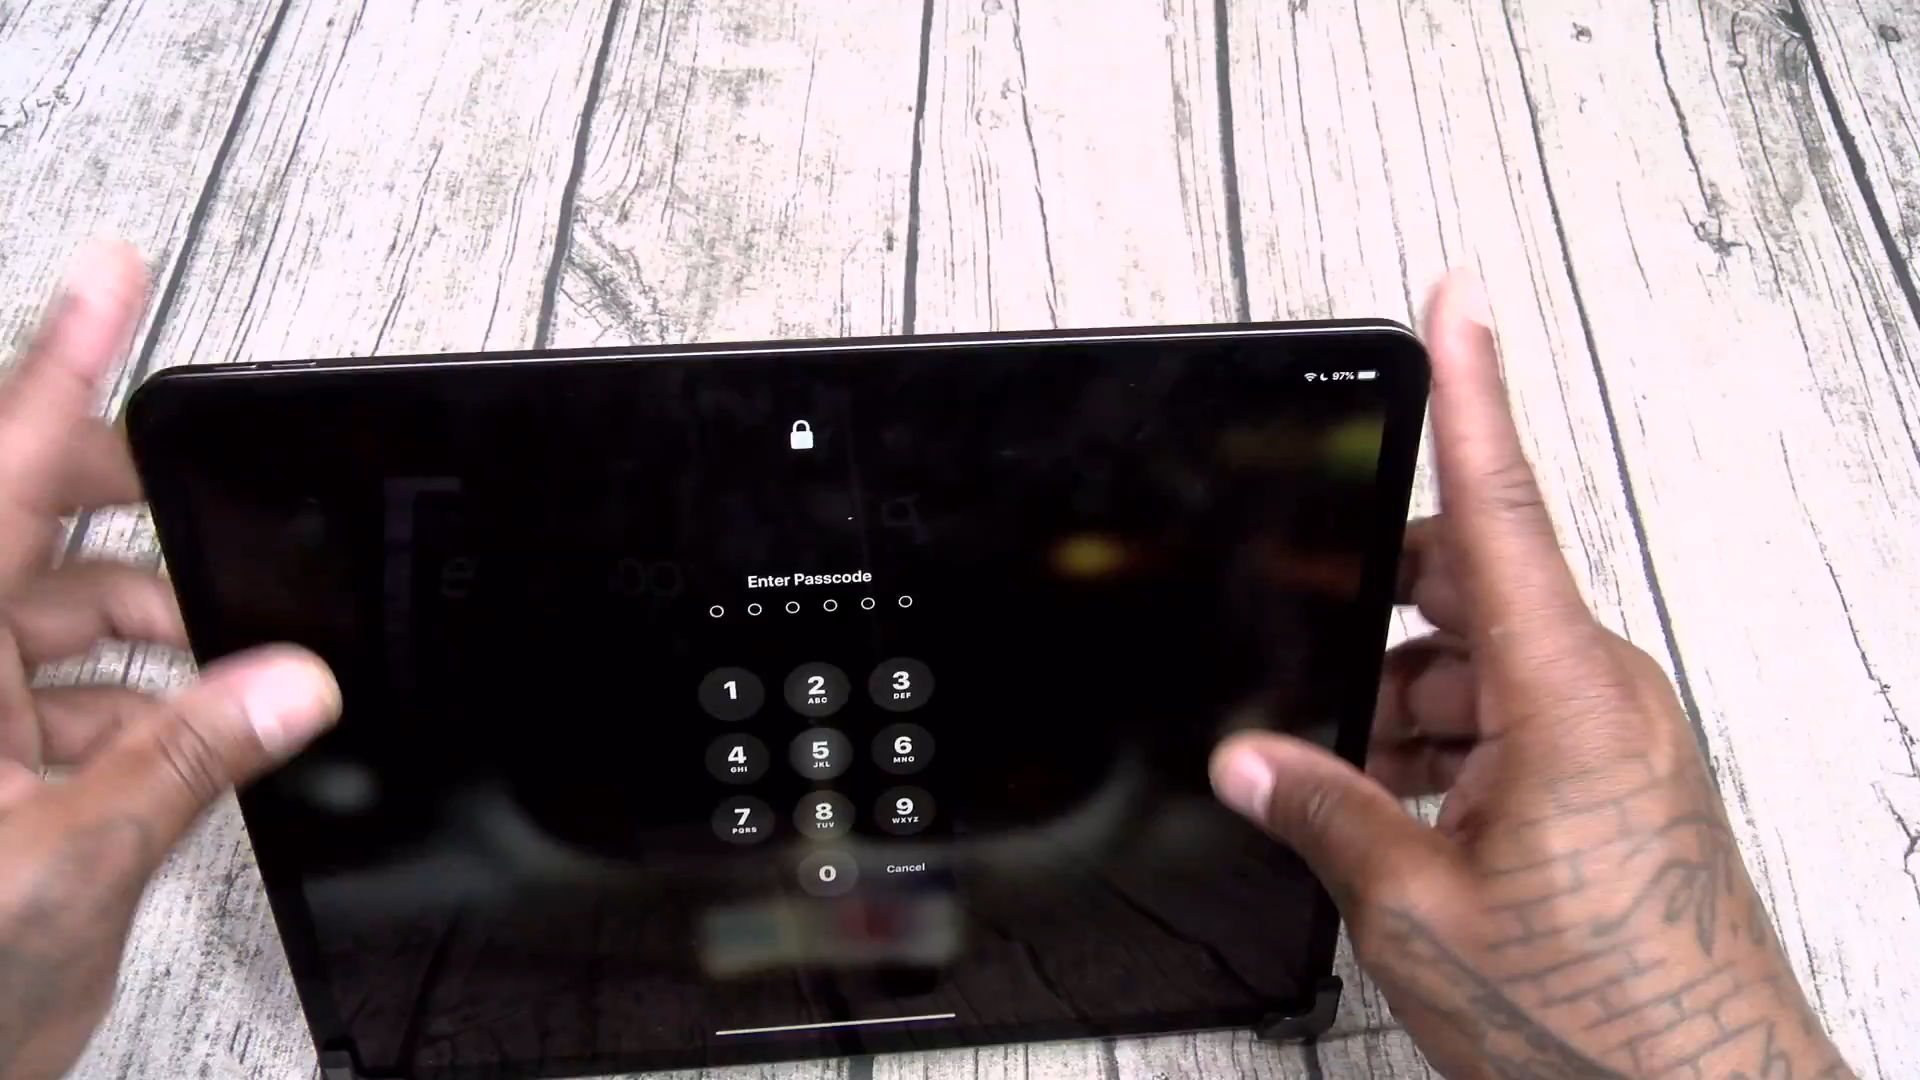 97%
Enter Passcode
1 2 3
ABC DEF
4 5 6
GHI JKL MNO
7 8 9
PQRS TUV WXYZ
0 Cancel